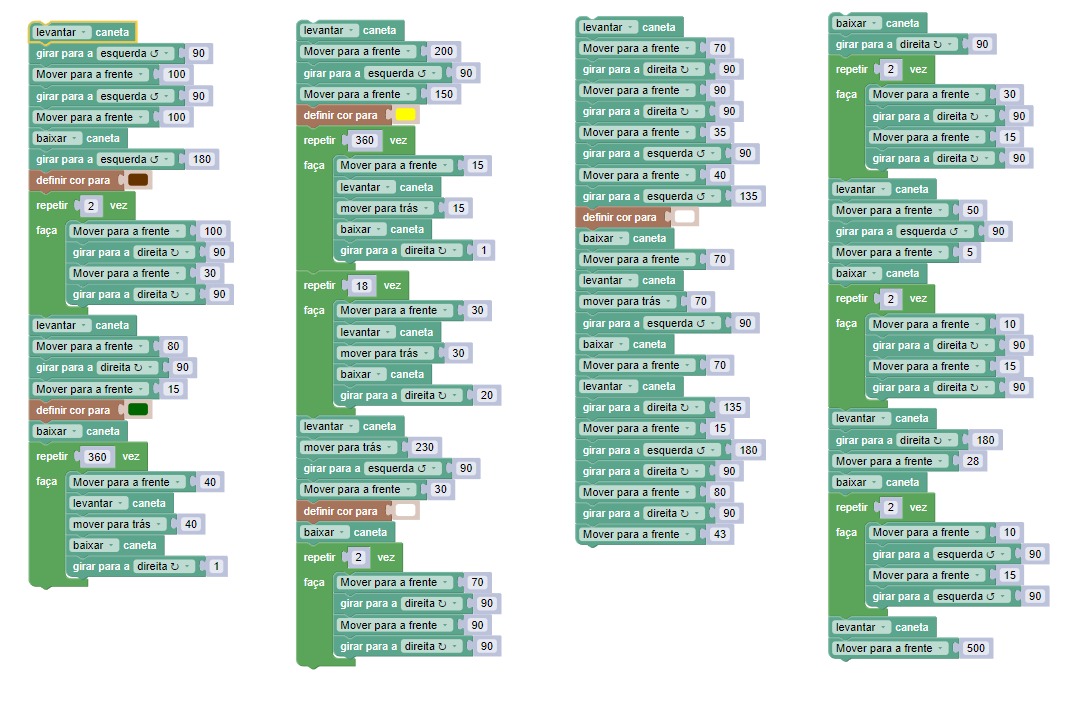 levantar caneta
girar para a esquerda ↺ 90
Mover para a frente 100
girar para a esquerda ↺ 90
Mover para a frente 100
baixar caneta
girar para a esquerda ↺ 180
definir cor para
repetir 2 vez
faça Mover para a frente 100
girar para a direita ↻ 90
Mover para a frente 30
girar para a direita ↻ 90
levantar caneta
Mover para a frente 80
girar para a direita ↻ 90
Mover para a frente 15
definir cor para
baixar caneta
repetir 360 vez
faça Mover para a frente 40
levantar caneta
mover para trás 40
baixar caneta
girar para a direita ↻ 1
levantar caneta
Mover para a frente 200
girar para a esquerda ↺ 90
Mover para a frente 150
definir cor para
repetir 360 vez
faça Mover para a frente 15
levantar caneta
mover para trás 15
baixar caneta
girar para a direita ↻ 1
repetir 18 vez
faça Mover para a frente 30
levantar caneta
mover para trás 30
baixar caneta
girar para a direita ↻ 20
levantar caneta
mover para trás 230
girar para a esquerda ↺ 90
Mover para a frente 30
definir cor para
baixar caneta
repetir 2 vez
faça Mover para a frente 70
girar para a direita ↻ 90
Mover para a frente 90
girar para a direita ↻ 90
levantar caneta
Mover para a frente 70
girar para a direita ↻ 90
Mover para a frente 90
girar para a direita ↻ 90
Mover para a frente 35
girar para a esquerda ↺ 90
Mover para a frente 40
girar para a esquerda ↺ 135
definir cor para
baixar caneta
Mover para a frente 70
levantar caneta
mover para trás 70
girar para a esquerda ↺ 90
baixar caneta
Mover para a frente 70
levantar caneta
girar para a direita ↻ 135
Mover para a frente 15
girar para a esquerda ↺ 180
girar para a direita ↻ 90
Mover para a frente 80
girar para a direita ↻ 90
Mover para a frente 43
baixar caneta
girar para a direita ↻ 90
repetir 2 vez
faça Mover para a frente 30
girar para a direita ↻ 90
Mover para a frente 15
girar para a direita ↻ 90
levantar caneta
Mover para a frente 50
girar para a esquerda ↺ 90
Mover para a frente 5
baixar caneta
repetir 2 vez
faça Mover para a frente 10
girar para a direita ↻ 90
Mover para a frente 15
girar para a direita ↻ 90
levantar caneta
girar para a direita ↻ 180
Mover para a frente 28
baixar caneta
repetir 2 vez
faça Mover para a frente 10
girar para a esquerda ↺ 90
Mover para a frente 15
girar para a esquerda ↺ 90
levantar caneta
Mover para a frente 500